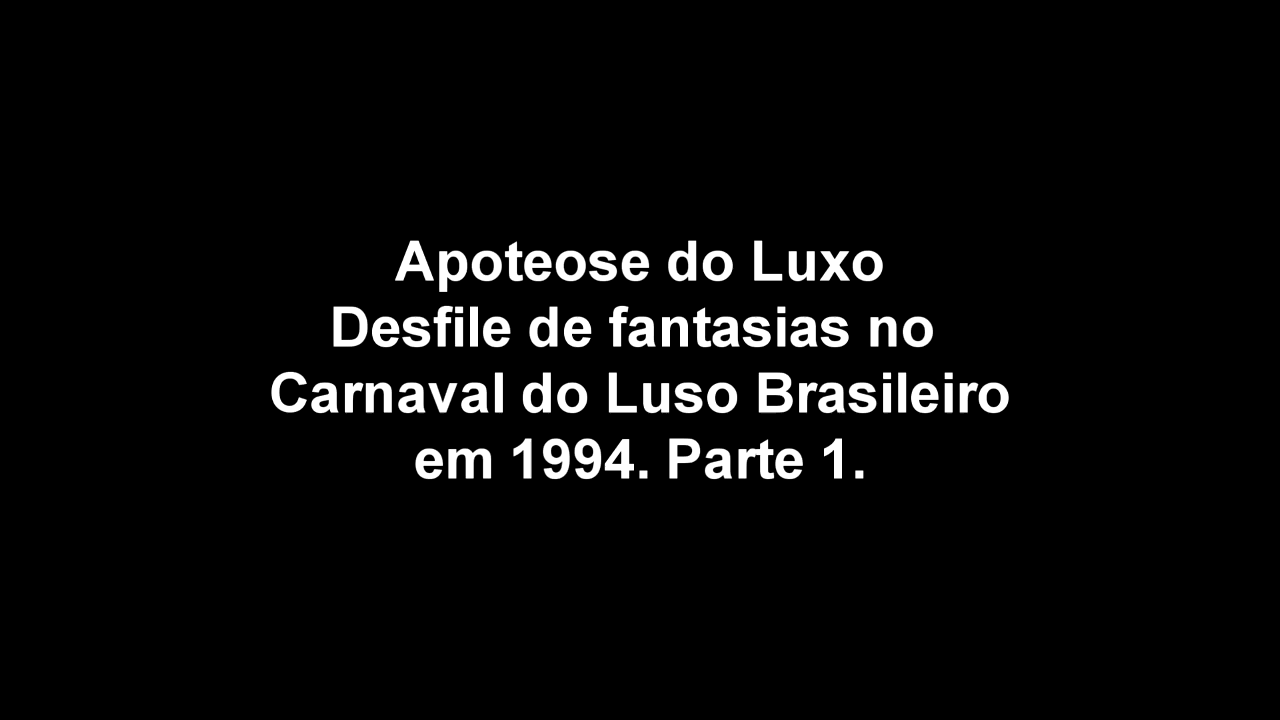 Apoteose do Luxo
Desfile de fantasias no
Carnaval do Luso Brasileiro
em 1994. Parte 1.